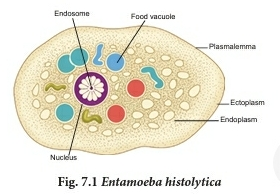 Endosome
Food vacuole
Plasmalemma
Ectoplasm
Endoplasm
Nucleus
Fig. 7.1 Entamoeba histolytica